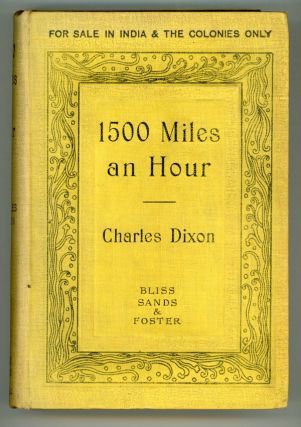 FOR SALE IN INDIA & THE COLONIES ONLY
1500 Miles
an Hour
Charles Dixon
BLISS
SANDS
&
FOSTER